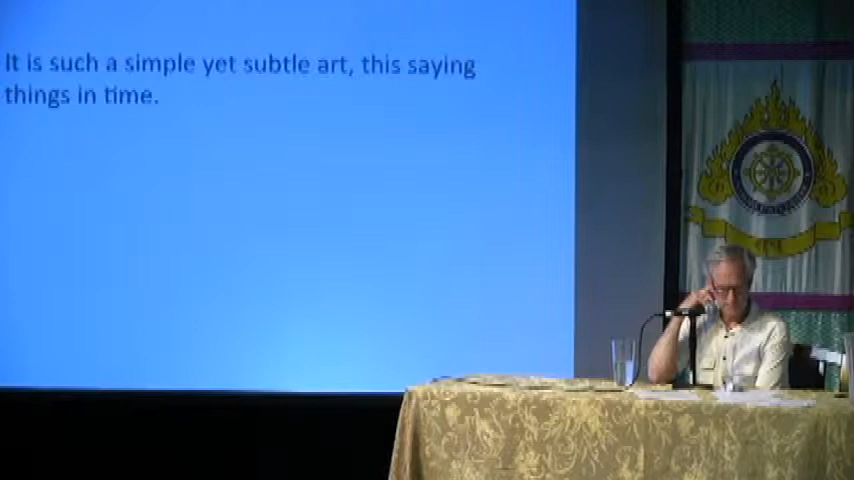 It is such a simple yet subtle art, this saying
things in time.